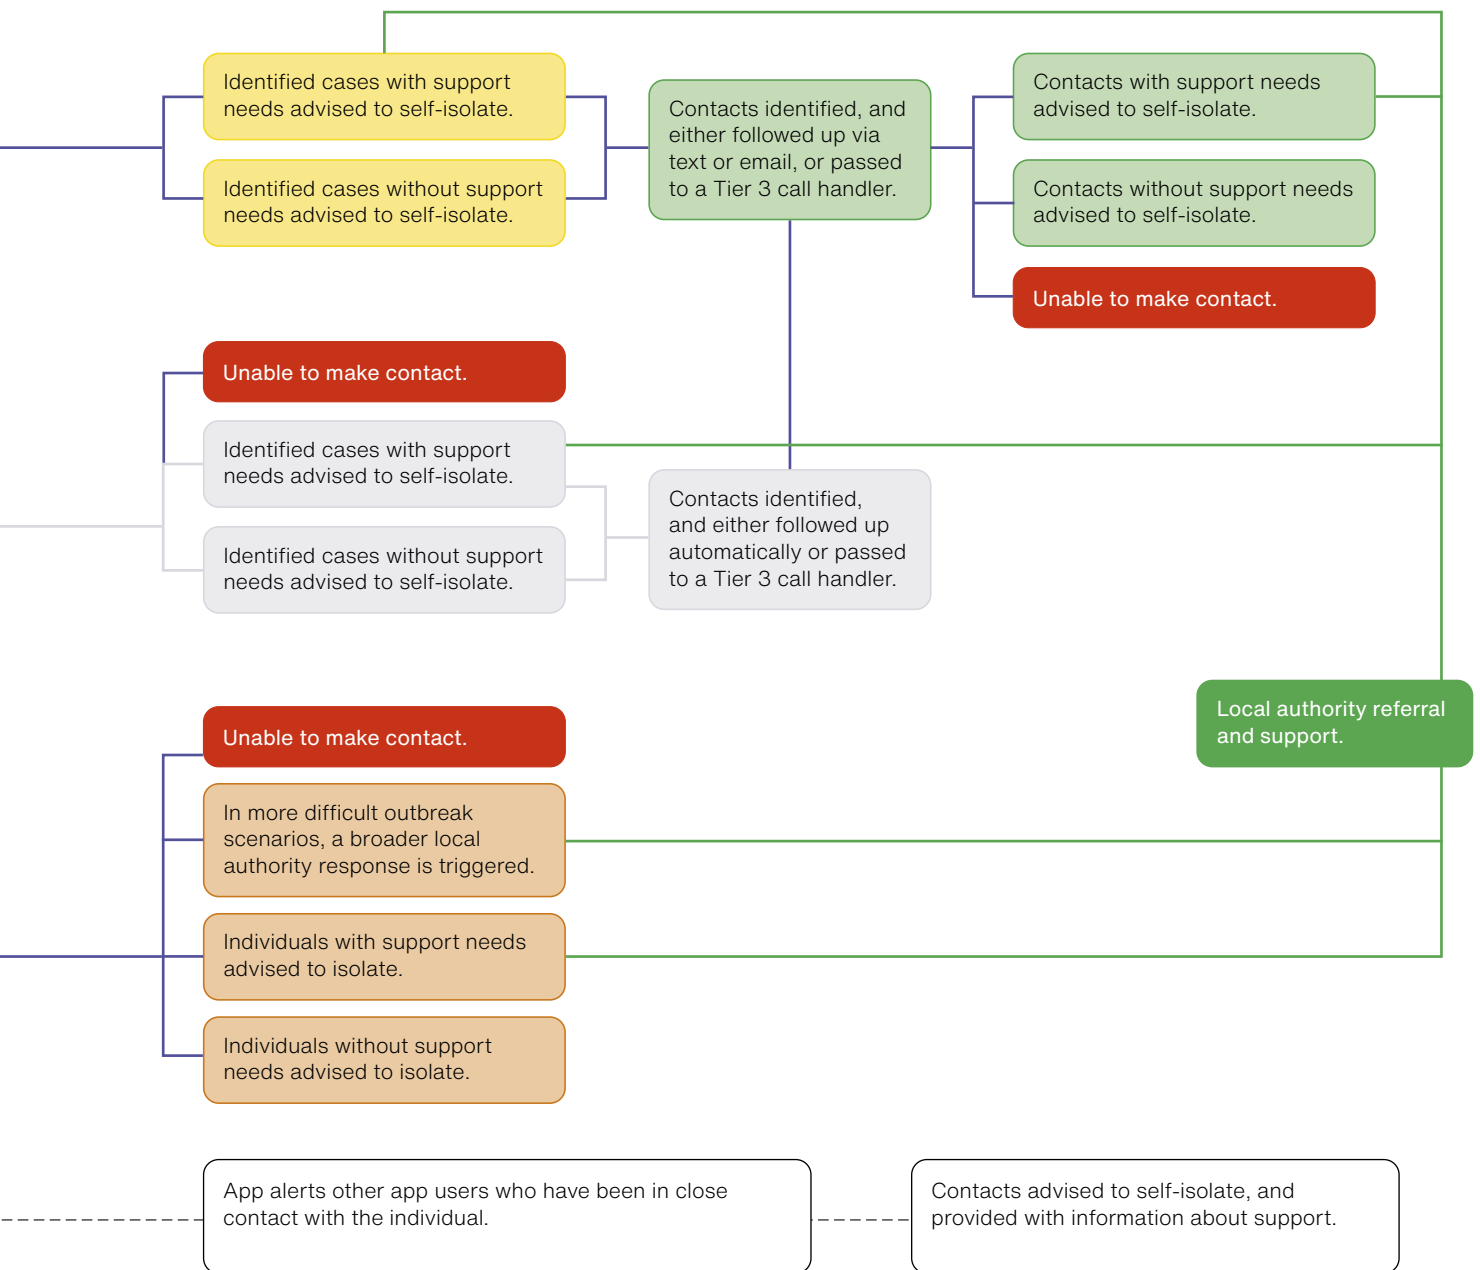 Identified cases with support
needs advised to self-isolate.
Identified cases without support
needs advised to self-isolate.
Contacts identified, and
either followed up via
text or email, or passed
to a Tier 3 call handler.
Contacts with support needs
advised to self-isolate.
Contacts without support needs
advised to self-isolate.
Unable to make contact.
Unable to make contact.
Identified cases with support
needs advised to self-isolate.
Identified cases without support
needs advised to self-isolate.
Contacts identified,
and either followed up
automatically or passed
to a Tier 3 call handler.
Local authority referral
and support.
Unable to make contact.
In more difficult outbreak
scenarios, a broader local
authority response is triggered.
Individuals with support needs
advised to isolate.
Individuals without support
needs advised to isolate.
App alerts other app users who have been in close
contact with the individual.
Contacts advised to self-isolate, and
provided with information about support.